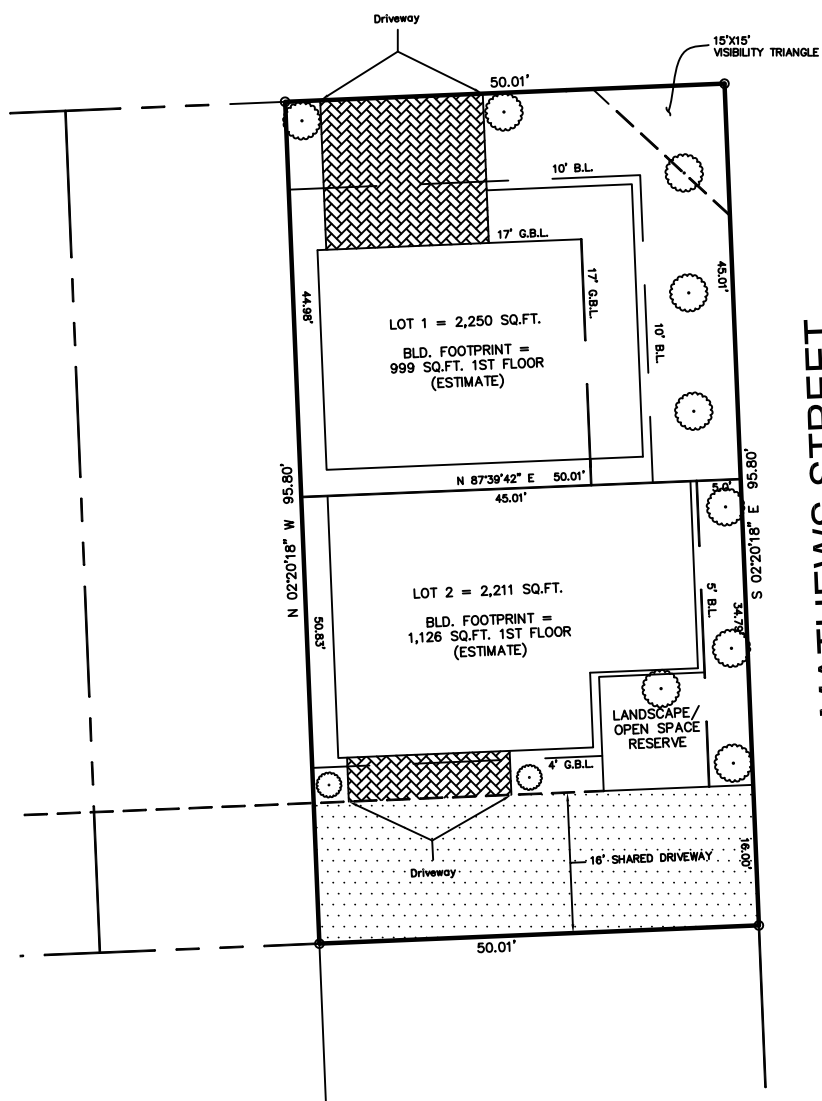 Driveway
15'X15'
VISIBILITY TRIANGLE
50.01'
10' B.L.
17' G.B.L.
17' G.B.L.
45.01'
44.98'
LOT 1 = 2,250 SQ.FT.
BLD. FOOTPRINT =
999 SQ.FT. 1ST FLOOR
(ESTIMATE)
10' B.L.
N 02°20'18" W 95.80'
N 87°39'42" E 50.01'
45.01'
5.0'
S 02°20'18" E 95.80'
LOT 2 = 2,211 SQ.FT.
BLD. FOOTPRINT =
1,126 SQ.FT. 1ST FLOOR
(ESTIMATE)
50.83'
5' B.L.
34.79'
LANDSCAPE/
OPEN SPACE
RESERVE
4' G.B.L.
16' SHARED DRIVEWAY
16.00'
Driveway
50.01'
MATHEWS STREET